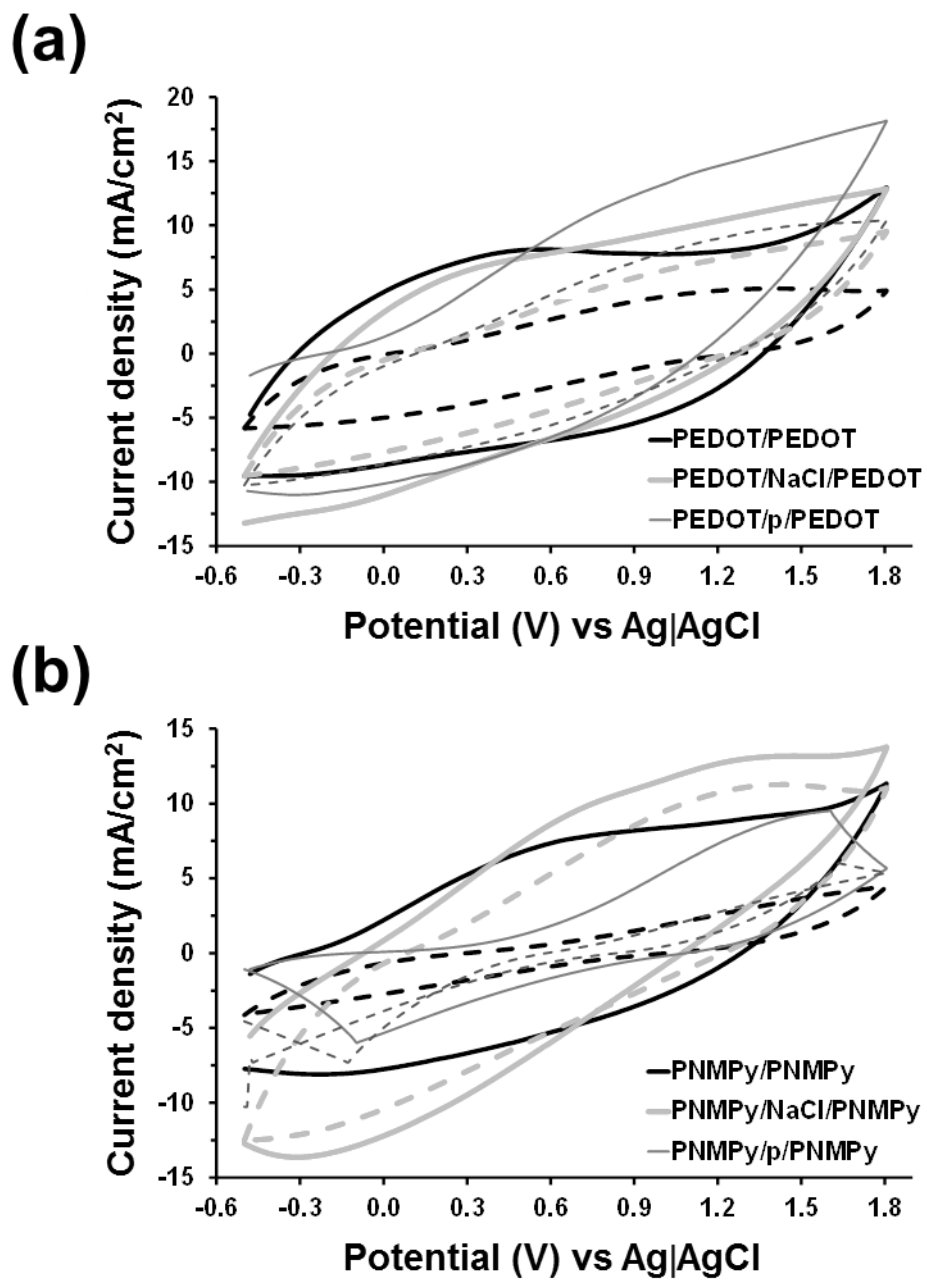 (a)
Current density (mA/cm²)
20
15
10
5
0
-5
-10
-15
-0.6 -0.3 0.0 0.3 0.6 0.9 1.2 1.5 1.8
PEDOT/PEDOT
PEDOT/NaCl/PEDOT
PEDOT/p/PEDOT
Potential (V) vs Ag|AgCl
(b)
Current density (mA/cm²)
15
10
5
0
-5
-10
-15
-0.6 -0.3 0.0 0.3 0.6 0.9 1.2 1.5 1.8
PNMPy/PNMPy
PNMPy/NaCl/PNMPy
PNMPy/p/PNMPy
Potential (V) vs Ag|AgCl